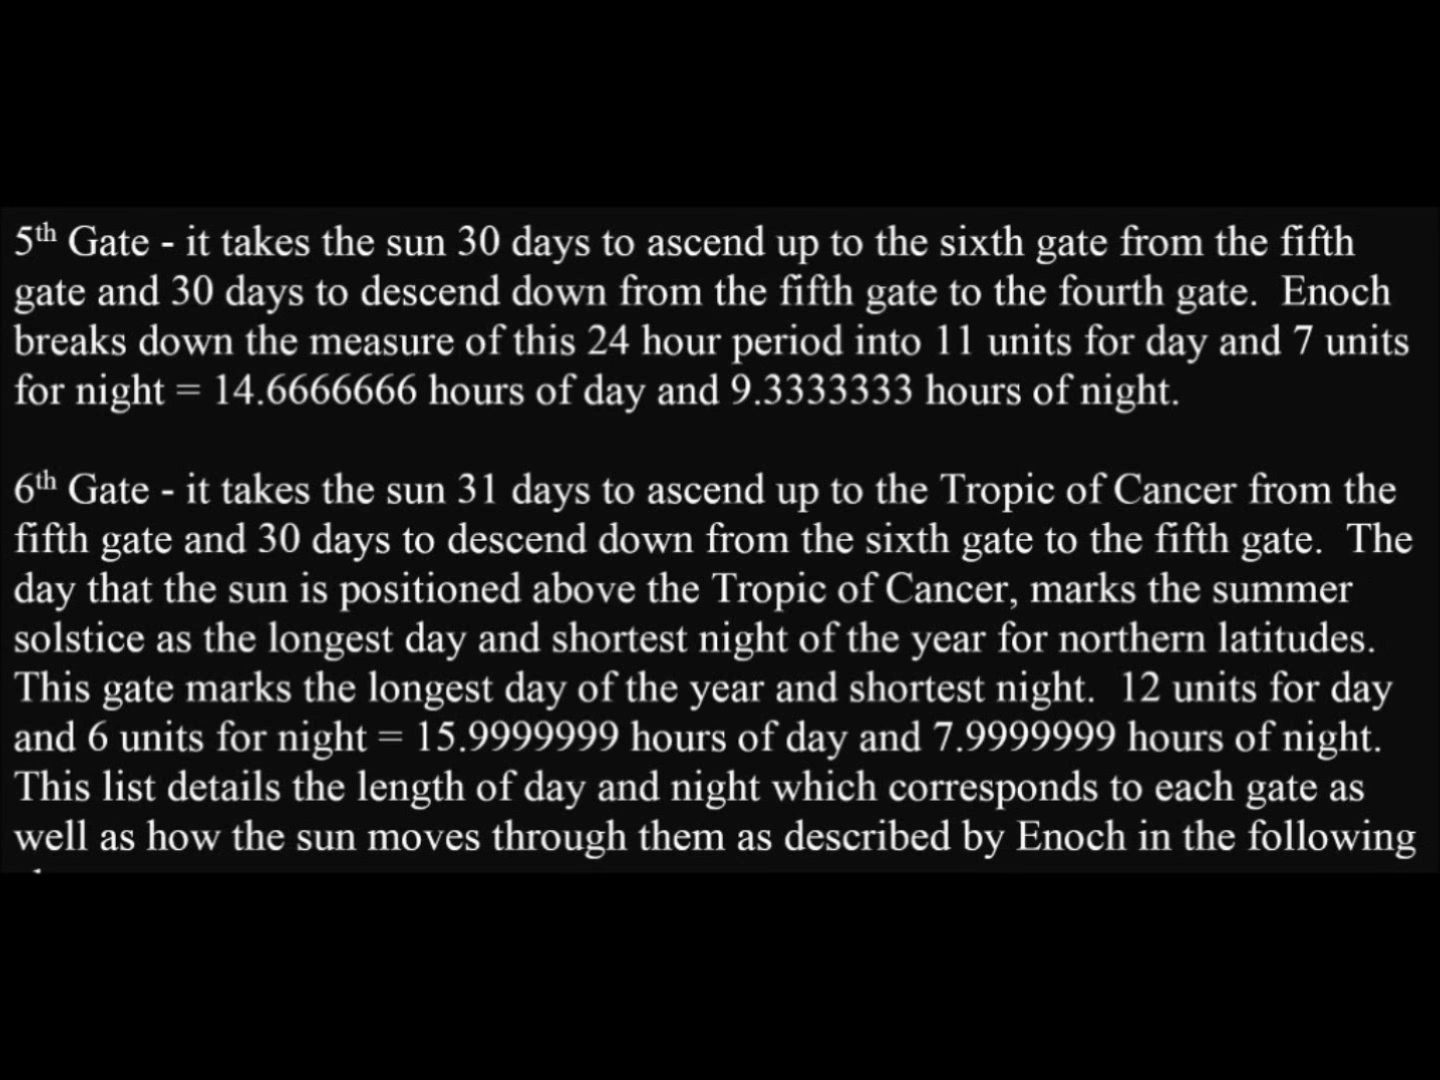 5th Gate - it takes the sun 30 days to ascend up to the sixth gate from the fifth
gate and 30 days to descend down from the fifth gate to the fourth gate.  Enoch
breaks down the measure of this 24 hour period into 11 units for day and 7 units
for night = 14.6666666 hours of day and 9.3333333 hours of night.
6th Gate - it takes the sun 31 days to ascend up to the Tropic of Cancer from the
fifth gate and 30 days to descend down from the sixth gate to the fifth gate.  The
day that the sun is positioned above the Tropic of Cancer, marks the summer
solstice as the longest day and shortest night of the year for northern latitudes.
This gate marks the longest day of the year and shortest night.  12 units for day
and 6 units for night = 15.9999999 hours of day and 7.9999999 hours of night.
This list details the length of day and night which corresponds to each gate as
well as how the sun moves through them as described by Enoch in the following